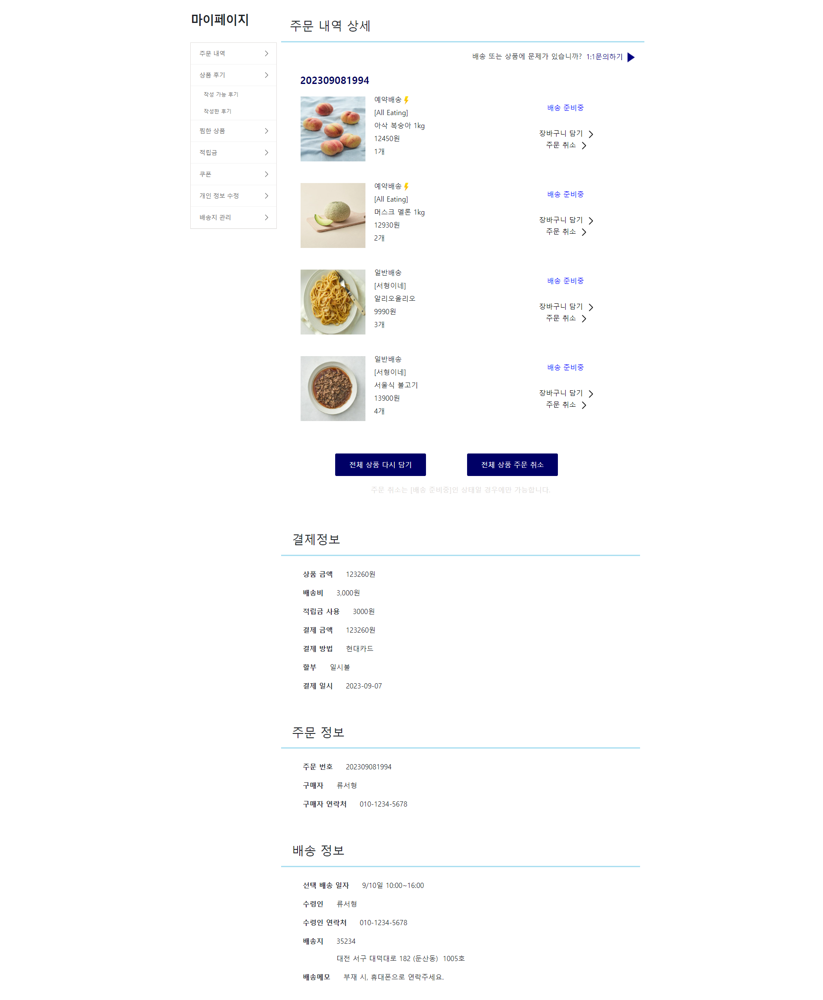 마이페이지
주문 내역
상품 후기
작성 가능 후기
작성한 후기
찜한 상품
적립금
쿠폰
개인 정보 수정
배송지 관리
주문 내역 상세
배송 또는 상품에 문제가 있습니까? 1:1문의하기
202309081994
예약배송
[All Eating]
아삭 복숭아 1kg
12450원
1개
배송 준비중
장바구니 담기
주문 취소
예약배송
[All Eating]
머스크 멜론 1kg
12930원
2개
배송 준비중
장바구니 담기
주문 취소
일반배송
[서형이네]
알리오올리오
9990원
3개
배송 준비중
장바구니 담기
주문 취소
일반배송
[서형이네]
서울식 불고기
13900원
4개
배송 준비중
장바구니 담기
주문 취소
전체 상품 다시 담기
전체 상품 주문 취소
주문 취소는 [배송 준비중]인 상태일 경우에만 가능합니다.
결제정보
상품 금액 123260원
배송비 3,000원
적립금 사용 3000원
결제 금액 123260원
결제 방법 현대카드
할부 일시불
결제 일시 2023-09-07
주문 정보
주문 번호 202309081994
구매자 류서형
구매자 연락처 010-1234-5678
배송 정보
선택 배송 일자 9/10일 10:00~16:00
수령인 류서형
수령인 연락처 010-1234-5678
배송지 35234
대전 서구 대덕대로 182 (둔산동) 1005호
배송메모 부재 시, 휴대폰으로 연락주세요.